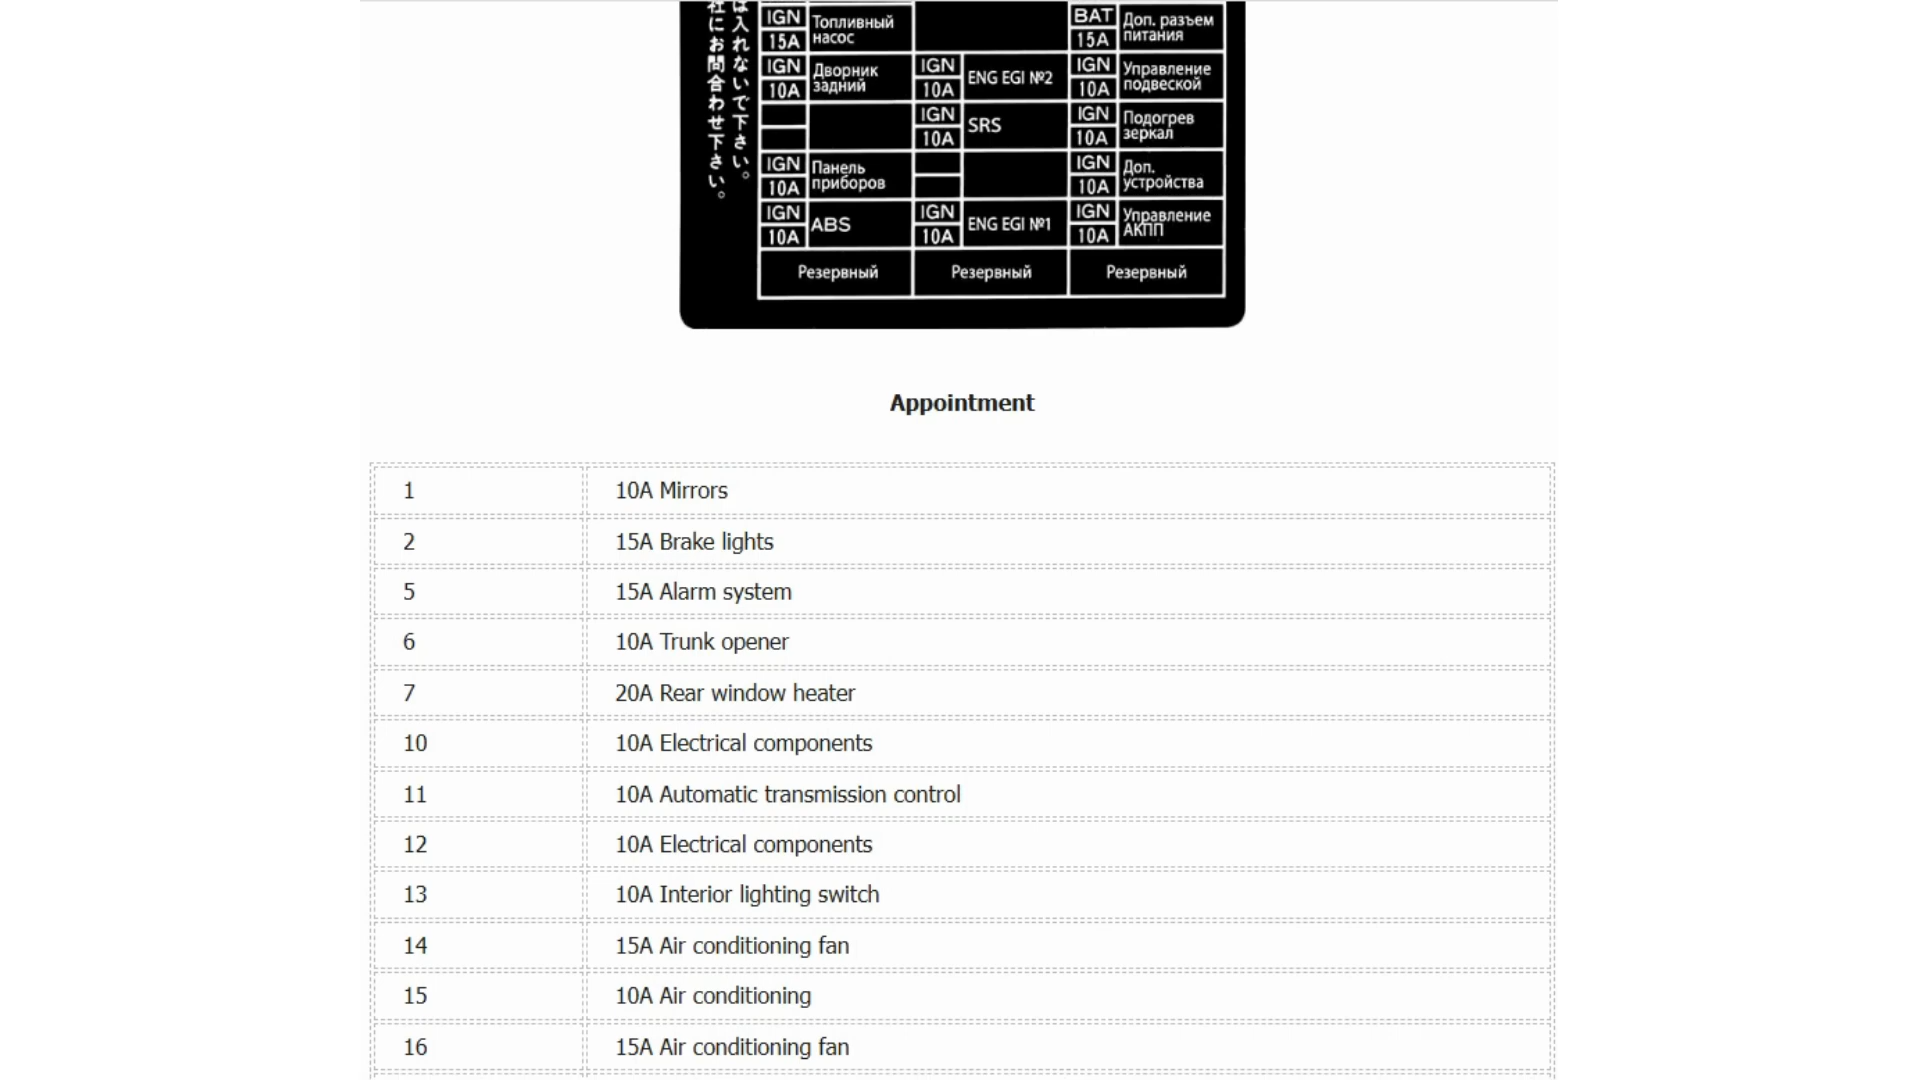 は入れないで下さい。
社にお問合わせ下さい。
IGN
15A
Топливный
насос
BAT
15A
Доп. разъем
питания
IGN
10A
Дворник
задний
IGN
10A
ENG EGI №2
IGN
10A
Управление
подвеской
IGN
10A
SRS
IGN
10A
Подогрев
зеркал
IGN
10A
Панель
приборов
IGN
10A
Доп.
устройства
IGN
10A
ABS
IGN
10A
ENG EGI №1
IGN
10A
Управление
АКПП
Резервный
Резервный
Резервный
Appointment
1 10A Mirrors
2 15A Brake lights
5 15A Alarm system
6 10A Trunk opener
7 20A Rear window heater
10 10A Electrical components
11 10A Automatic transmission control
12 10A Electrical components
13 10A Interior lighting switch
14 15A Air conditioning fan
15 10A Air conditioning
16 15A Air conditioning fan